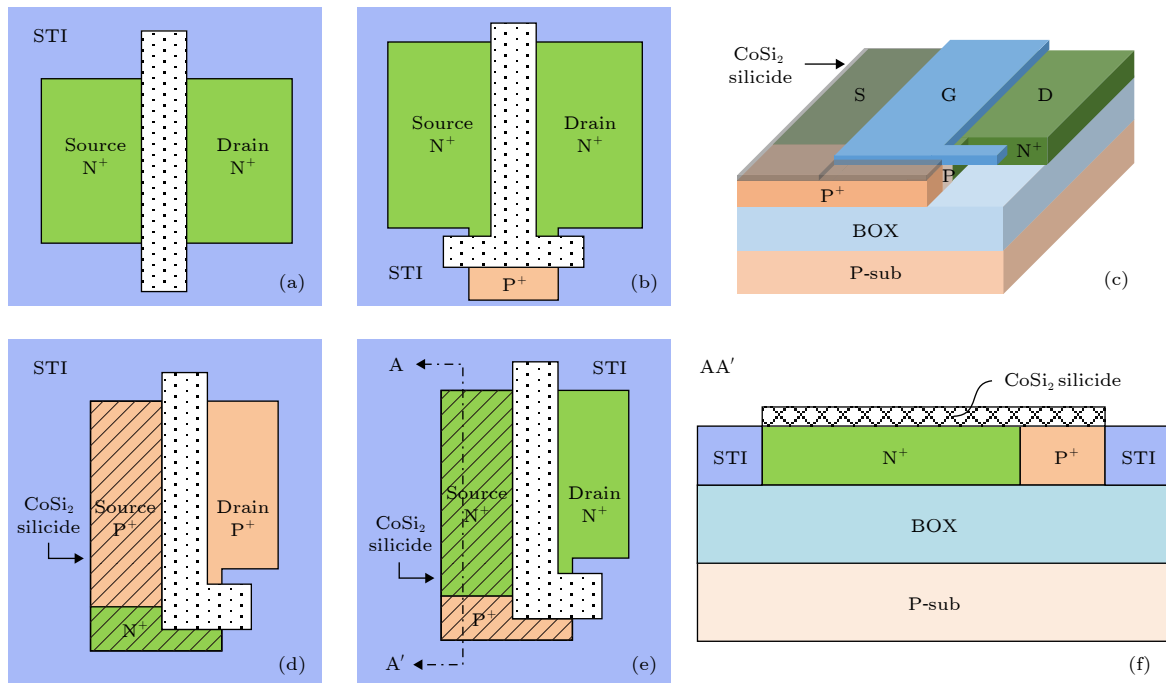 STI
Source
N⁺
Drain
N⁺
(a)
Source
N⁺
Drain
N⁺
STI
P⁺
(b)
CoSi₂
silicide
S
G
D
N⁺
P
P⁺
BOX
P-sub
(c)
STI
CoSi₂
silicide
Source
P⁺
Drain
P⁺
N⁺
(d)
A
STI
Source
N⁺
Drain
N⁺
CoSi₂
silicide
P⁺
A′
(e)
AA′
CoSi₂ silicide
STI
N⁺
P⁺
STI
BOX
P-sub
(f)